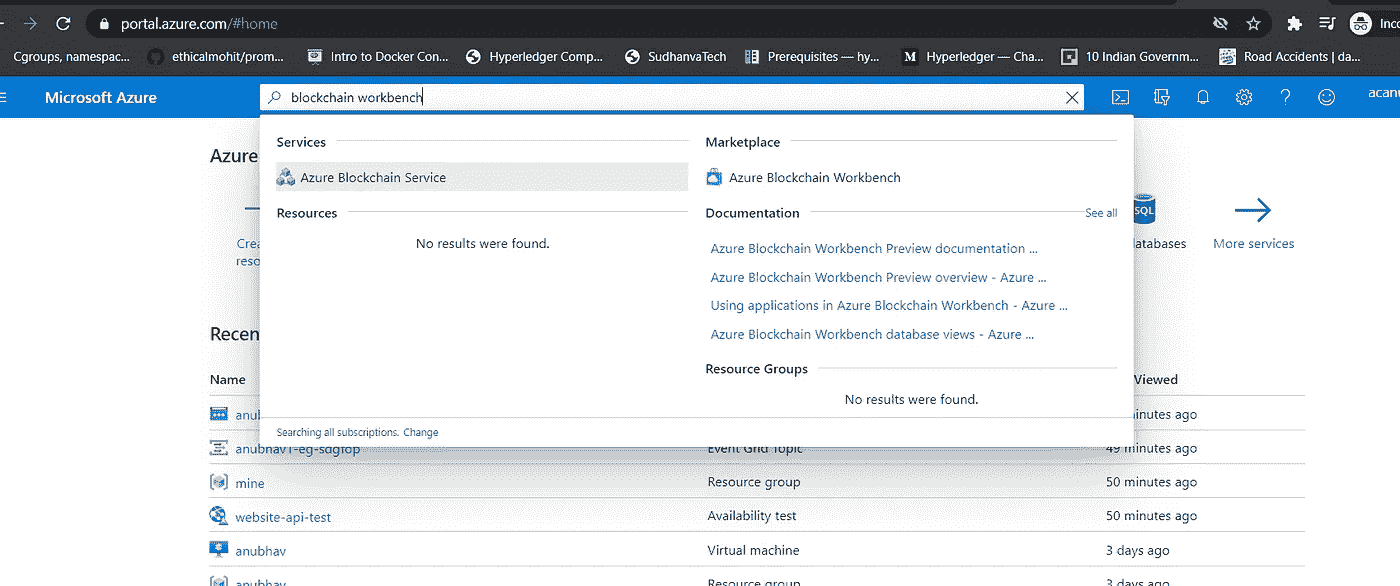 portal.azure.com/#home
Inco
Cgroups, namespac...
ethicalmohit/prom...
Intro to Docker Con...
Hyperledger Comp...
SudhanvaTech
Prerequisites — hy...
M
Hyperledger — Cha...
10 Indian Governm...
Road Accidents | da...
Microsoft Azure
blockchain workbench
acanu
Services
Azure Blockchain Service
Resources
No results were found.
Marketplace
Azure Blockchain Workbench
Documentation
See all
Azure Blockchain Workbench Preview documentation ...
Azure Blockchain Workbench Preview overview - Azure ...
Using applications in Azure Blockchain Workbench - Azure ...
Azure Blockchain Workbench database views - Azure ...
Resource Groups
No results were found.
Searching all subscriptions. Change
Azure
Crea
reso
SQL
atabases
More services
Recen
Name
Viewed
anub
inutes ago
anubhav1-eg-sdgfop
Event Grid Topic
49 minutes ago
mine
Resource group
50 minutes ago
website-api-test
Availability test
50 minutes ago
anubhav
Virtual machine
3 days ago
anubhav
Resource group
3 days ago